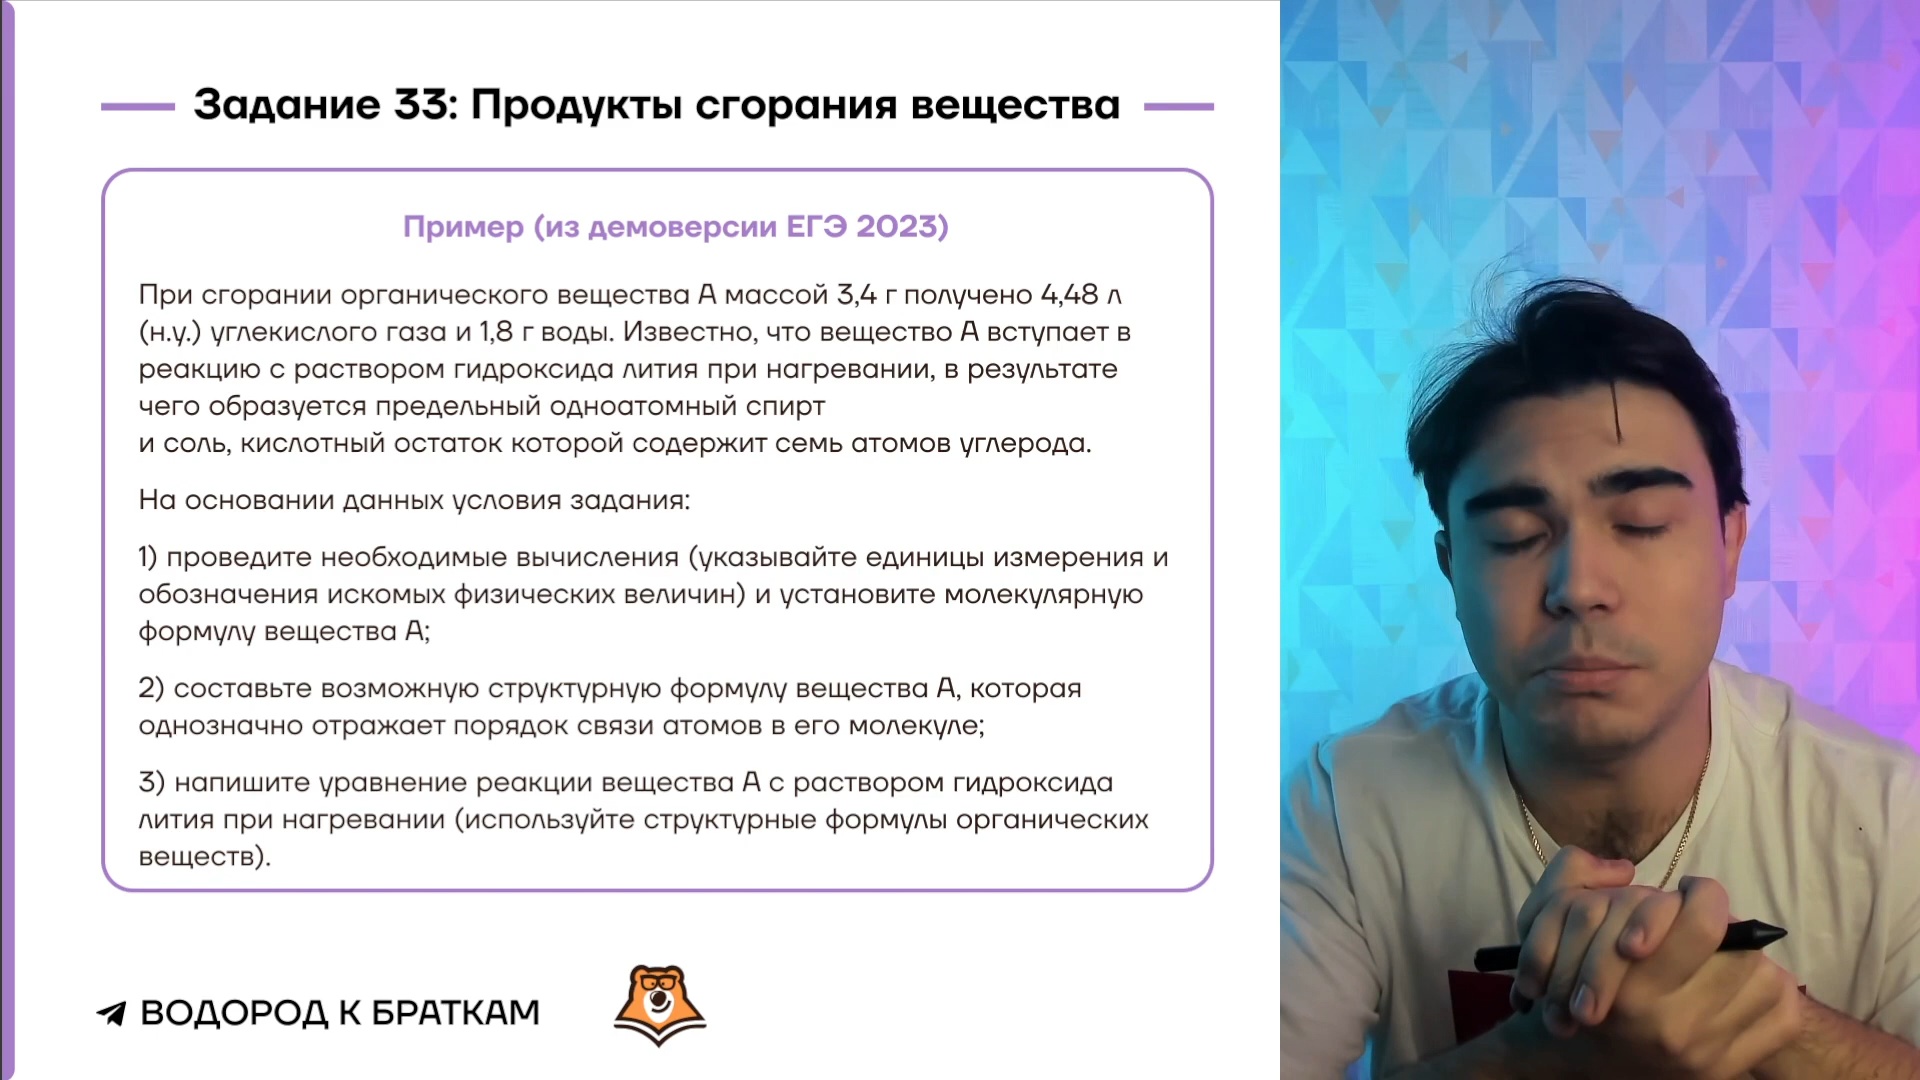 Задание 33: Продукты сгорания вещества
Пример (из демоверсии ЕГЭ 2023)
При сгорании органического вещества А массой 3,4 г получено 4,48 л
(н.у.) углекислого газа и 1,8 г воды. Известно, что вещество А вступает в
реакцию с раствором гидроксида лития при нагревании, в результате
чего образуется предельный одноатомный спирт
и соль, кислотный остаток которой содержит семь атомов углерода.
На основании данных условия задания:
1) проведите необходимые вычисления (указывайте единицы измерения и
обозначения искомых физических величин) и установите молекулярную
формулу вещества А;
2) составьте возможную структурную формулу вещества А, которая
однозначно отражает порядок связи атомов в его молекуле;
3) напишите уравнение реакции вещества А с раствором гидроксида
лития при нагревании (используйте структурные формулы органических
веществ).
ВОДОРОД К БРАТКАМ